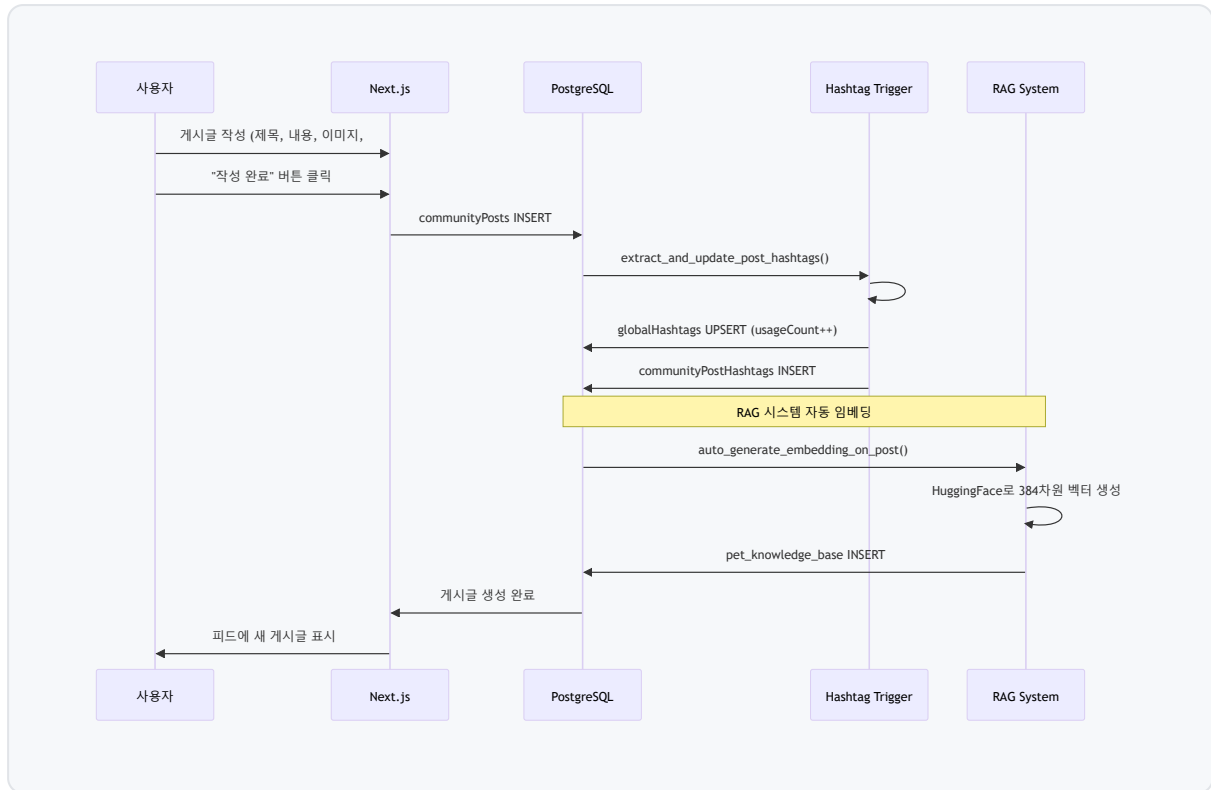 사용자
Next.js
PostgreSQL
Hashtag Trigger
RAG System
게시글 작성 (제목, 내용, 이미지,
"작성 완료" 버튼 클릭
communityPosts INSERT
extract_and_update_post_hashtags()
globalHashtags UPSERT (usageCount++)
communityPostHashtags INSERT
RAG 시스템 자동 임베딩
auto_generate_embedding_on_post()
HuggingFace로 384차원 벡터 생성
pet_knowledge_base INSERT
게시글 생성 완료
피드에 새 게시글 표시
사용자
Next.js
PostgreSQL
Hashtag Trigger
RAG System